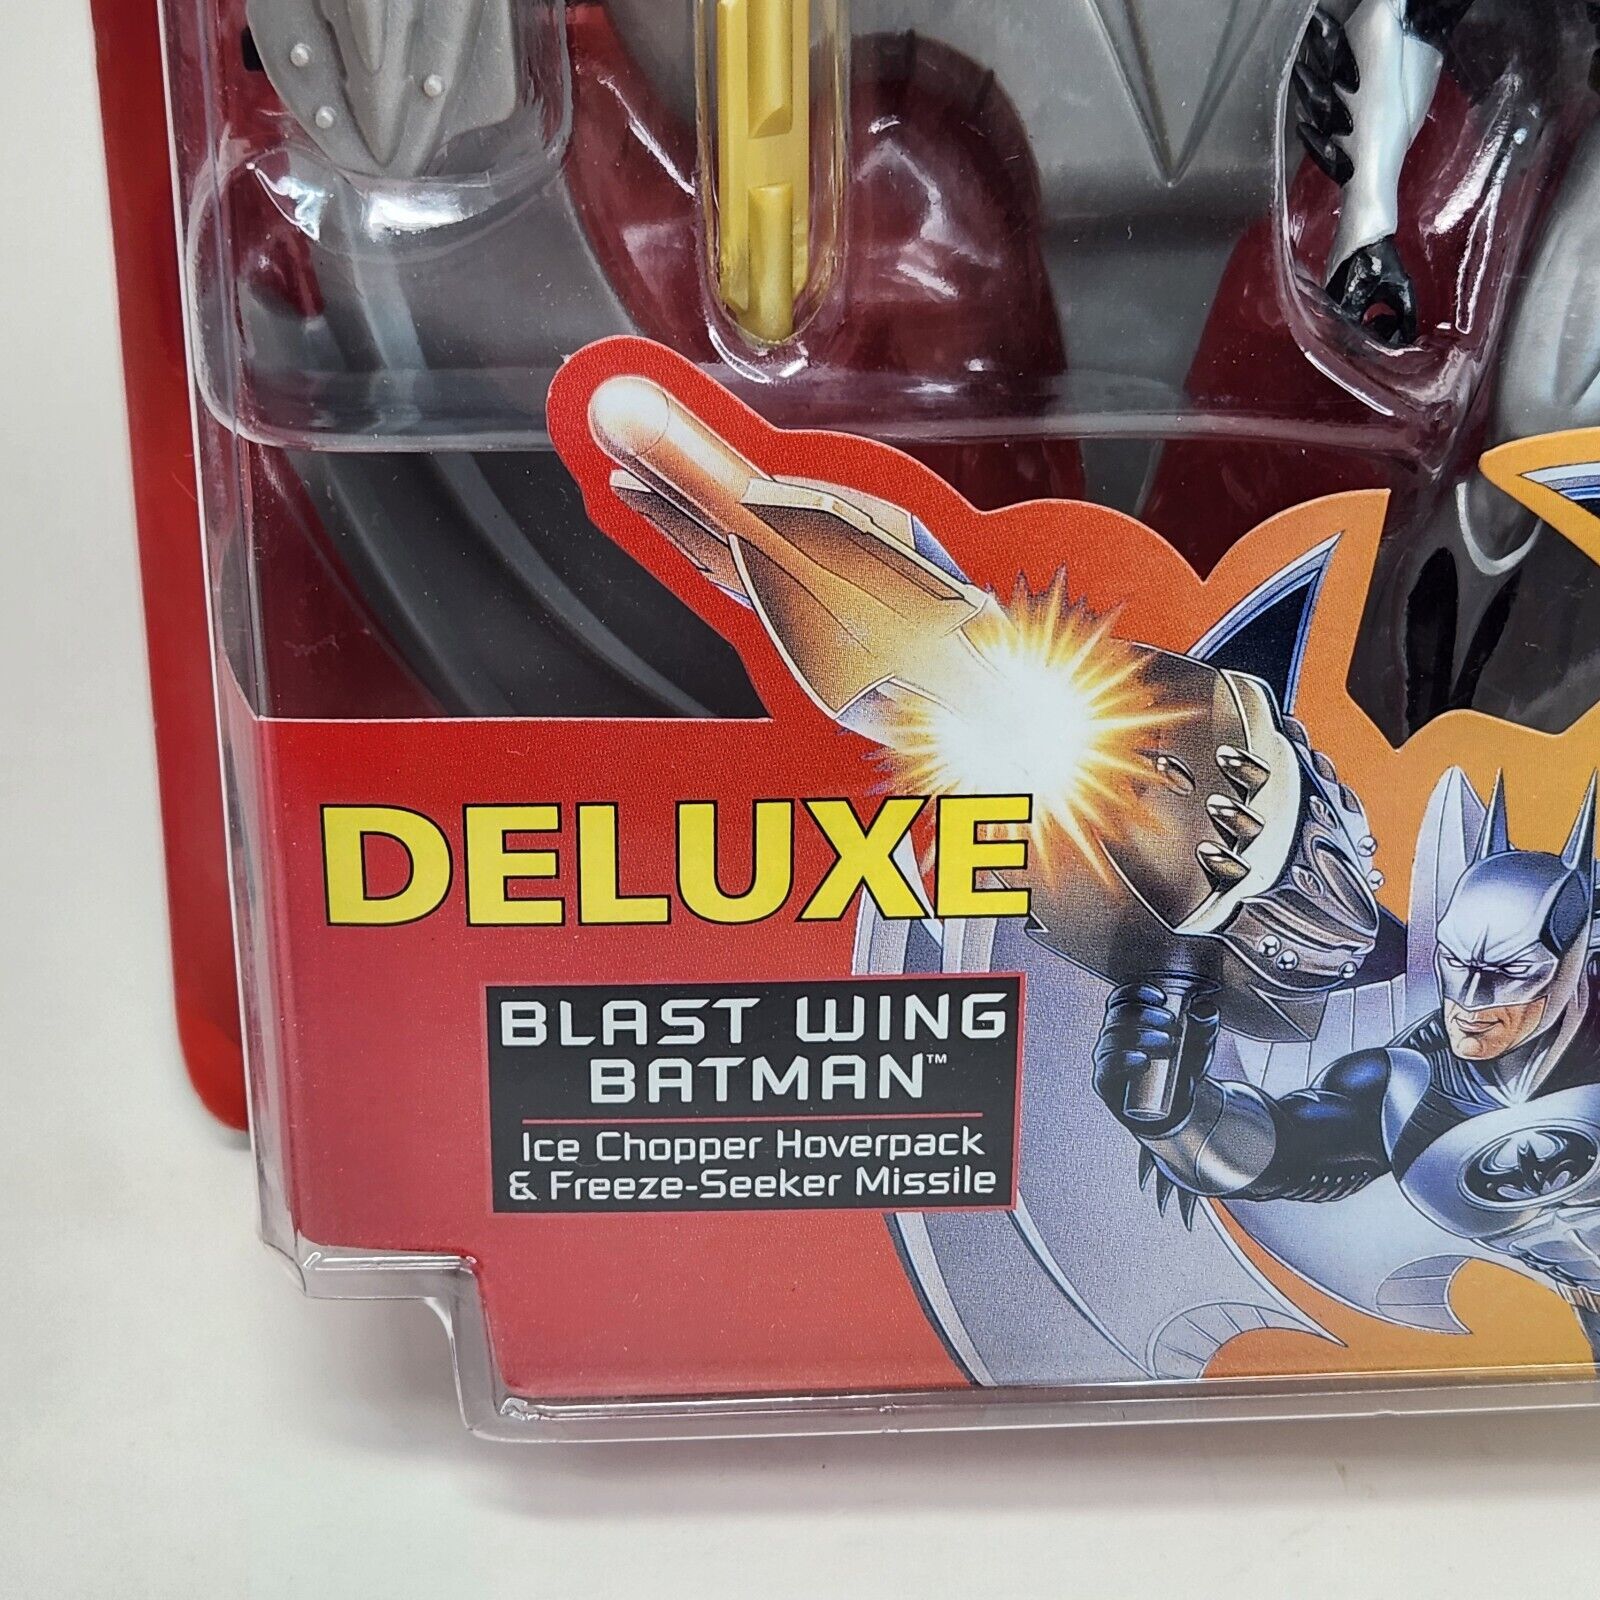 DELUXE
BLAST WING
BATMAN™
Ice Chopper Hoverpack
& Freeze-Seeker Missile